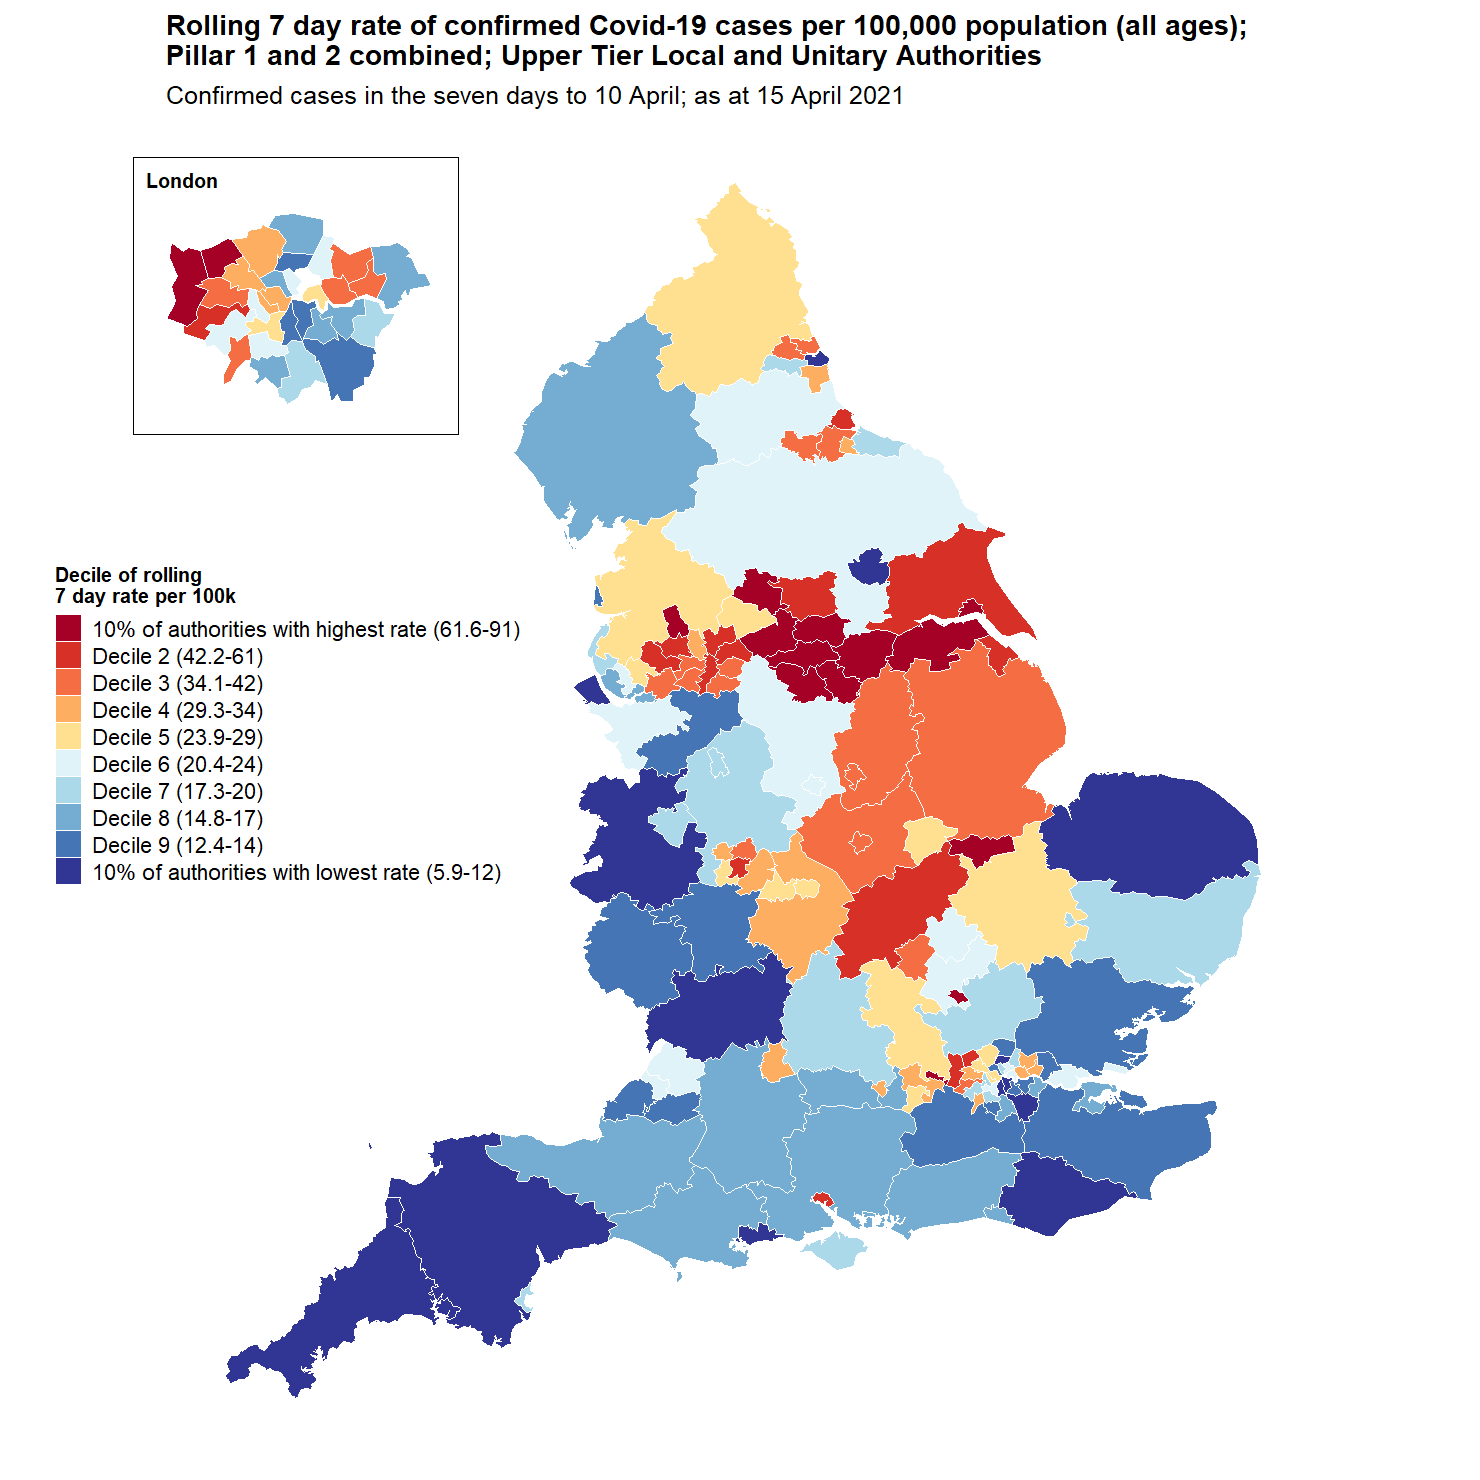 Rolling 7 day rate of confirmed Covid-19 cases per 100,000 population (all ages);
Pillar 1 and 2 combined; Upper Tier Local and Unitary Authorities
Confirmed cases in the seven days to 10 April; as at 15 April 2021
London
Decile of rolling
7 day rate per 100k
10% of authorities with highest rate (61.6-91)
Decile 2 (42.2-61)
Decile 3 (34.1-42)
Decile 4 (29.3-34)
Decile 5 (23.9-29)
Decile 6 (20.4-24)
Decile 7 (17.3-20)
Decile 8 (14.8-17)
Decile 9 (12.4-14)
10% of authorities with lowest rate (5.9-12)